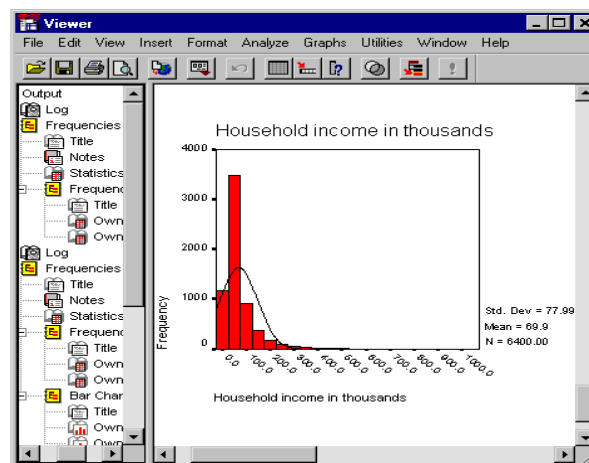 Viewer
File Edit View Insert Format Analyze Graphs Utilities Window Help
Output
Log
Frequencies
Title
Notes
Statistics
Frequenc
Title
Own
Own
Log
Frequencies
Title
Notes
Statistics
Frequenc
Title
Own
Own
Bar Char
Title
Own
Own
Household income in thousands
4000
3000
2000
1000
0
Frequency
0.0 100.0 200.0 300.0 400.0 500.0 600.0 700.0 800.0 900.0 1000.0
Household income in thousands
Std. Dev = 77.99
Mean = 69.9
N = 6400.00